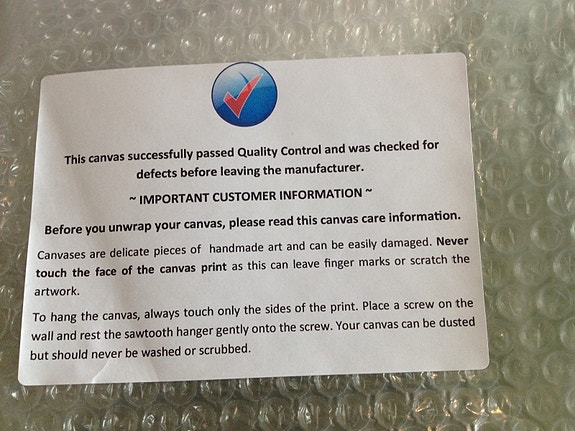 This canvas successfully passed Quality Control and was checked for
defects before leaving the manufacturer.
~ IMPORTANT CUSTOMER INFORMATION ~
Before you unwrap your canvas, please read this canvas care information.
Canvases are delicate pieces of handmade art and can be easily damaged. Never
touch the face of the canvas print as this can leave finger marks or scratch the
artwork.
To hang the canvas, always touch only the sides of the print. Place a screw on the
wall and rest the sawtooth hanger gently onto the screw. Your canvas can be dusted
but should never be washed or scrubbed.